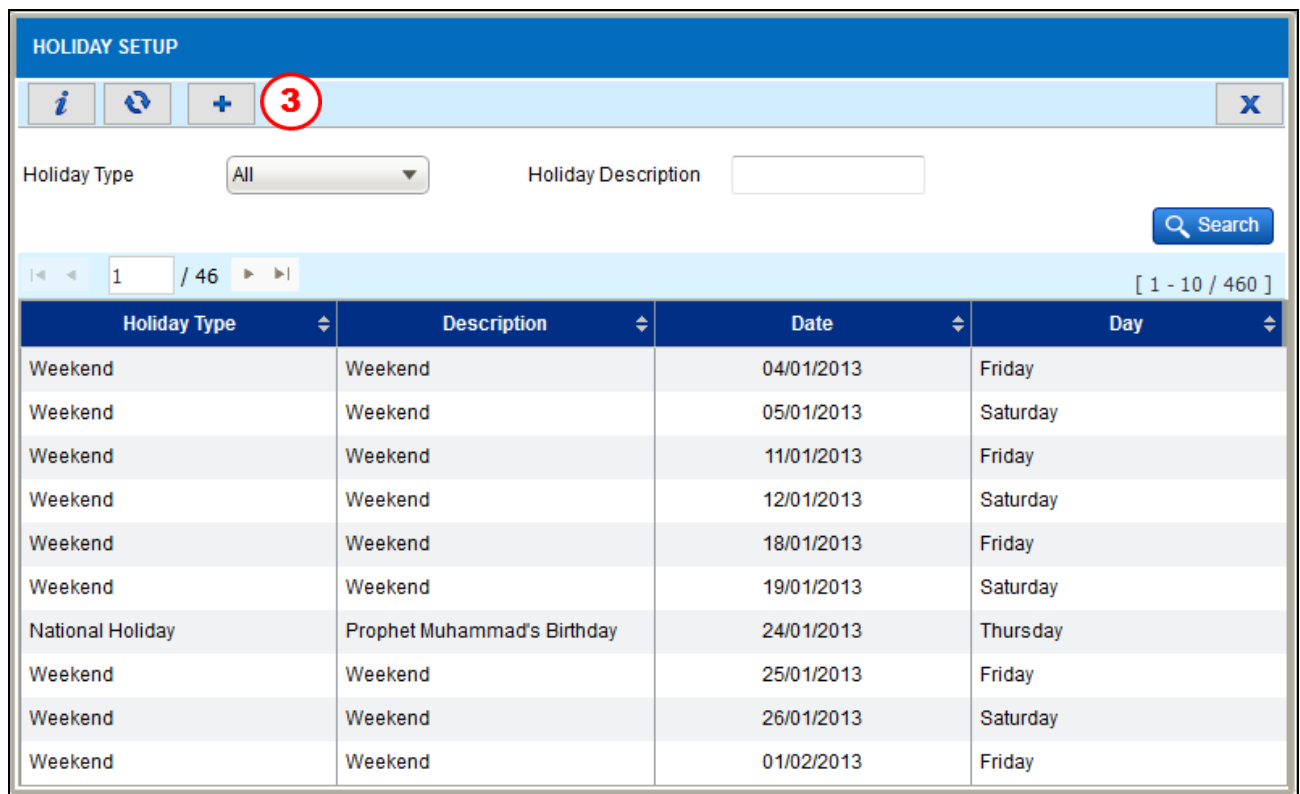 HOLIDAY SETUP
i + 3 X
Holiday Type All Holiday Description
Search
1 / 46 [ 1 - 10 / 460 ]
Holiday Type Description Date Day
Weekend Weekend 04/01/2013 Friday
Weekend Weekend 05/01/2013 Saturday
Weekend Weekend 11/01/2013 Friday
Weekend Weekend 12/01/2013 Saturday
Weekend Weekend 18/01/2013 Friday
Weekend Weekend 19/01/2013 Saturday
National Holiday Prophet Muhammad's Birthday 24/01/2013 Thursday
Weekend Weekend 25/01/2013 Friday
Weekend Weekend 26/01/2013 Saturday
Weekend Weekend 01/02/2013 Friday